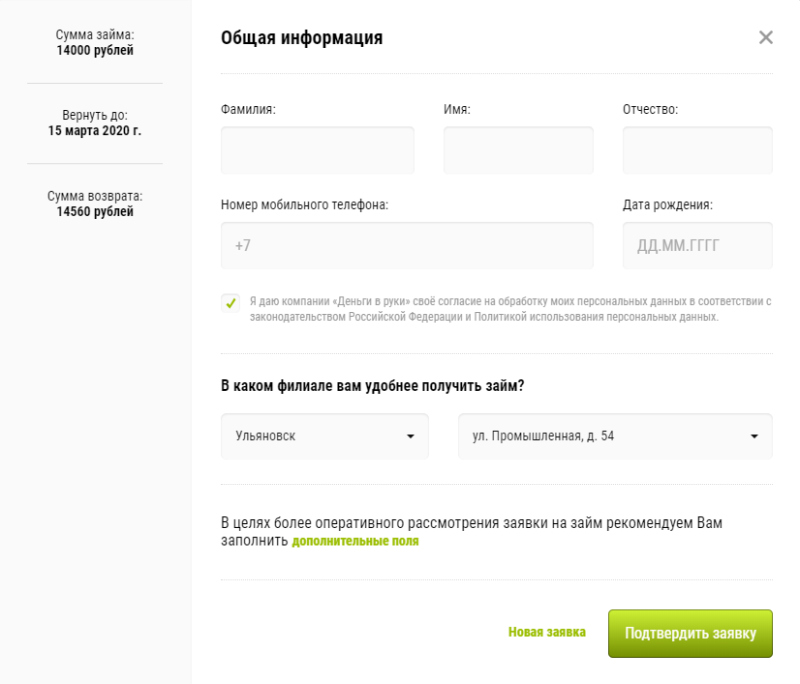 Сумма займа:
14000 рублей
Вернуть до:
15 марта 2020 г.
Сумма возврата:
14560 рублей
Общая информация
Фамилия:
Имя:
Отчество:
Номер мобильного телефона:
Дата рождения:
+7
ДД.ММ.ГГГГ
Я даю компании «Деньги в руки» своё согласие на обработку моих персональных данных в соответствии с
законодательством Российской Федерации и Политикой использования персональных данных.
В каком филиале вам удобнее получить займ?
Ульяновск
ул. Промышленная, д. 54
В целях более оперативного рассмотрения заявки на займ рекомендуем Вам
заполнить дополнительные поля
Новая заявка
Подтвердить заявку